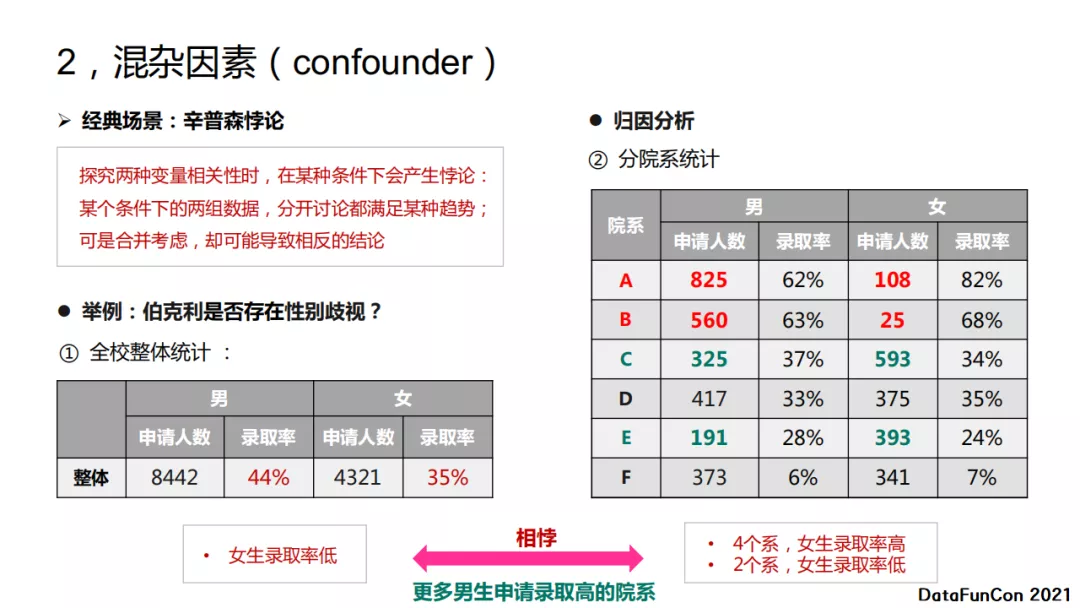 2，混杂因素（confounder）
➢ 经典场景：辛普森悖论
探究两种变量相关性时，在某种条件下会产生悖论：
某个条件下的两组数据，分开讨论都满足某种趋势；
可是合并考虑，却可能导致相反的结论
● 举例：伯克利是否存在性别歧视？
① 全校整体统计 ：
男 女
申请人数 录取率 申请人数 录取率
整体 8442 44% 4321 35%
● 归因分析
② 分院系统计
院系 男 女
申请人数 录取率 申请人数 录取率
A 825 62% 108 82%
B 560 63% 25 68%
C 325 37% 593 34%
D 417 33% 375 35%
E 191 28% 393 24%
F 373 6% 341 7%
• 女生录取率低
相悖
更多男生申请录取高的院系
• 4个系，女生录取率高
• 2个系，女生录取率低
DataFunCon 2021